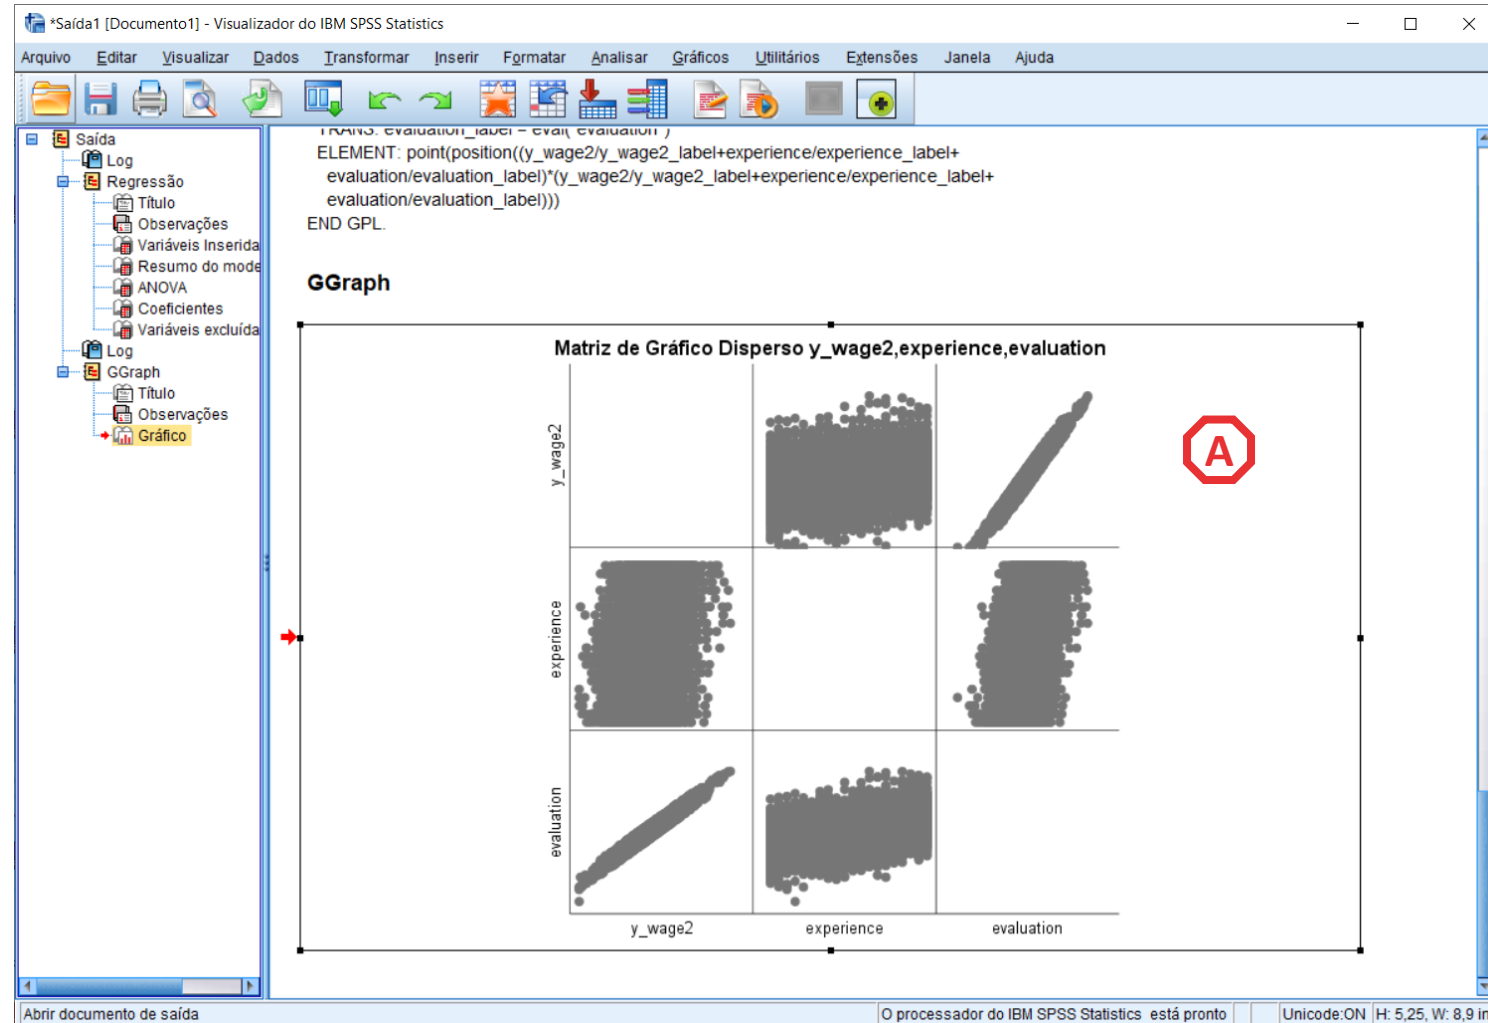 *Saída1 [Documento1] - Visualizador do IBM SPSS Statistics
Arquivo Editar Visualizar Dados Transformar Inserir Formatar Analisar Gráficos Utilitários Extensões Janela Ajuda
Saída
Log
Regressão
Título
Observações
Variáveis Inserida
Resumo do mode
ANOVA
Coeficientes
Variáveis excluída
Log
GGraph
Título
Observações
Gráfico
TRANS: evaluation_label = eval("evaluation")
ELEMENT: point(position((y_wage2/y_wage2_label+experience/experience_label+
evaluation/evaluation_label)*(y_wage2/y_wage2_label+experience/experience_label+
evaluation/evaluation_label)))
END GPL.
GGraph
Matriz de Gráfico Disperso y_wage2,experience,evaluation
y_wage2
experience
evaluation
y_wage2 experience evaluation
A
Abrir documento de saída
O processador do IBM SPSS Statistics está pronto
Unicode:ON
H: 5,25, W: 8,9 in